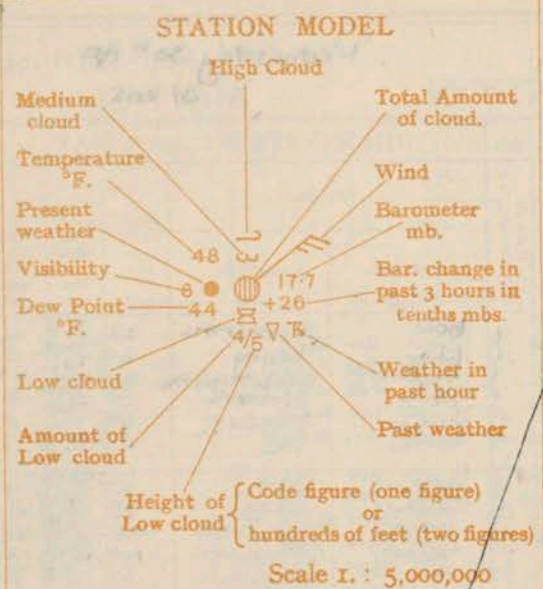 STATION MODEL
High Cloud
Medium
cloud
Total Amount
of cloud.
Temperature
°F.
Wind
Present
weather
Barometer
mb.
48
Visibility
8
17·7
Bar. change in
past 3 hours in
tenths mbs.
Dew Point
°F.
44
+26
4/5
Low cloud
Weather in
past hour
Amount of
Low cloud
Past weather
Height of
Low cloud
Code figure (one figure)
or
hundreds of feet (two figures)
Scale 1. : 5,000,000